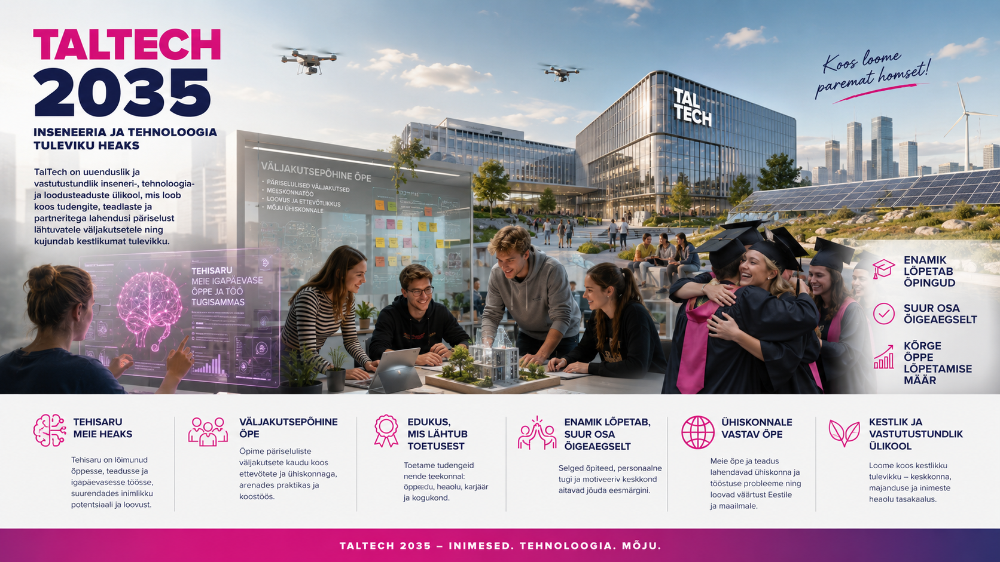 TALTECH
2035
INSENEERIA JA TEHNOLOOGIA
TULEVIKU HEAKS
TalTech on uuenduslik ja
vastutustundlik inseneri-, tehnoloogia-
ja loodusteaduste ülikool, mis loob
koos tudengite, teadlaste ja
partneritega lahendusi päriselust
lähtuvatele väljakutsetele ning
kujundab kestlikumat tulevikku.
Koos loome
paremat homset!
TAL
TECH
VÄLJAKUTSEPÕHINE ÕPE
• PÄRISELULISED VÄLJAKUTSED
• MEESKONNATÖÖ
• LOOVUS JA ETTEVÕTLIKKUS
• MÕJU ÜHISKONNALE
TEHISARU
MEIE IGAPÄEVASE
ÕPPE JA TÖÖ
TUGISAMMAS
ENAMIK
LÕPETAB
ÕPINGUD
SUUR OSA
ÕIGEAEGSELT
KÕRGE
ÕPPE
LÕPETAMISE
MÄÄR
TEHISARU
MEIE HEAKS
Tehisaru on lõimunud
õppesse, teadusse ja
igapäevasesse töösse,
suurendades inimlikku
potentsiaali ja loovust.
VÄLJAKUTSEPÕHINE
ÕPE
Õpime päriseluliste
väljakutsete kaudu koos
ettevõtete ja ühiskonnaga,
arenades praktikas ja
koostöös.
EDUKUS,
MIS LÄHTUB
TOETUSEST
Toetame tudengeid
nende teekonnal:
heaolu, karjäär
ja kogukond.
ENAMIK LÕPETAB,
SUUR OSA
ÕIGEAEGSELT
Selged õpiteed, personaalne
tugi ja motiveeriv keskkond
aitavad jõuda eesmärgini.
ÜHISKONNALE
VASTAV ÕPE
Meie õpe ja teadus
lahendavad ühiskonna ja
tööstuse probleeme ning
loovad väärtust Eestile
ja maailmale.
KESTLIK JA
VASTUTUSTUNDLIK
ÜLIKOOL
Loome koos kestlikku
tulevikku – keskkonna,
majanduse ja inimeste
heaolu tasakaalus.
TALTECH 2035 – INIMESED. TEHNOLOOGIA. MÕJU.